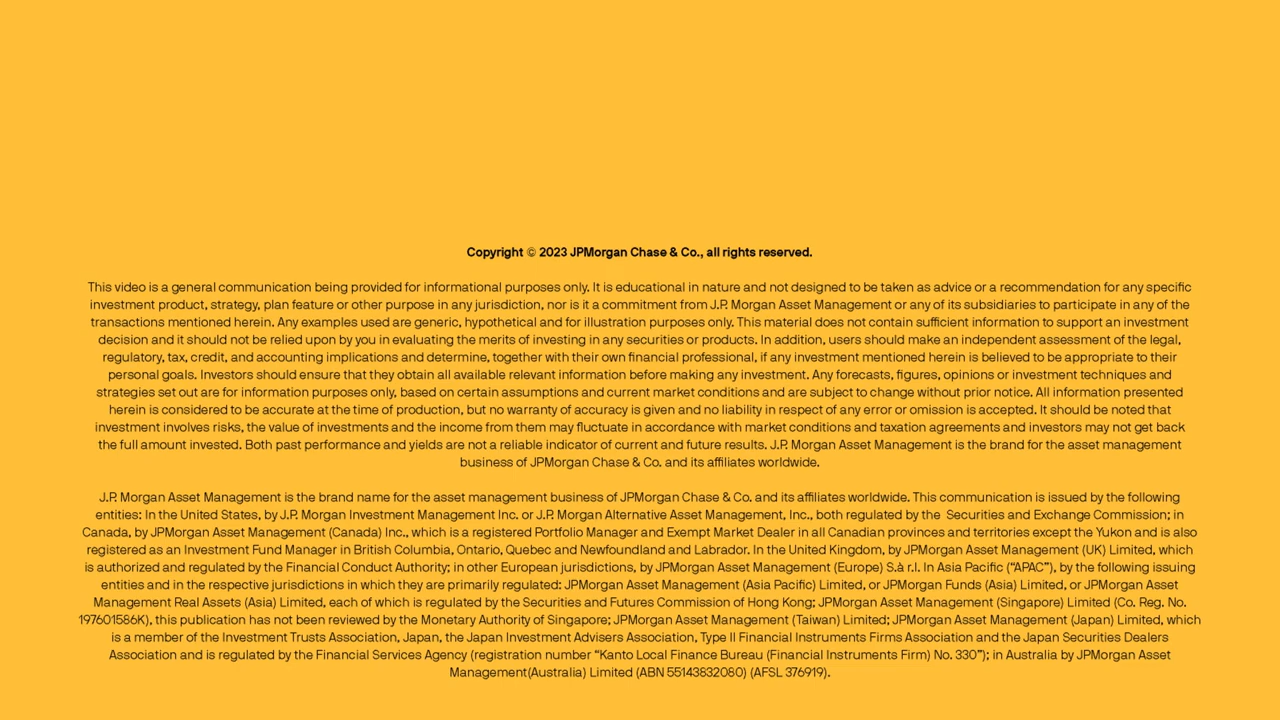 Copyright © 2023 JPMorgan Chase & Co., all rights reserved.
This video is a general communication being provided for informational purposes only. It is educational in nature and not designed to be taken as advice or a recommendation for any specific
investment product, strategy, plan feature or other purpose in any jurisdiction, nor is it a commitment from J.P. Morgan Asset Management or any of its subsidiaries to participate in any of the
transactions mentioned herein. Any examples used are generic, hypothetical and for illustration purposes only. This material does not contain sufficient information to support an investment
decision and it should not be relied upon by you in evaluating the merits of investing in any securities or products. In addition, users should make an independent assessment of the legal,
regulatory, tax, credit, and accounting implications and determine, together with their own financial professional, if any investment mentioned herein is believed to be appropriate to their
personal goals. Investors should ensure that they obtain all available relevant information before making any investment. Any forecasts, figures, opinions or investment techniques and
strategies set out are for information purposes only, based on certain assumptions and current market conditions and are subject to change without prior notice. All information presented
herein is considered to be accurate at the time of production, but no warranty of accuracy is given and no liability in respect of any error or omission is accepted. It should be noted that
investment involves risks, the value of investments and the income from them may fluctuate in accordance with market conditions and taxation agreements and investors may not get back
the full amount invested. Both past performance and yields are not a reliable indicator of current and future results. J.P. Morgan Asset Management is the brand for the asset management
business of JPMorgan Chase & Co. and its affiliates worldwide.
J.P. Morgan Asset Management is the brand name for the asset management business of JPMorgan Chase & Co. and its affiliates worldwide. This communication is issued by the following
entities: In the United States, by J.P. Morgan Investment Management Inc. or J.P. Morgan Alternative Asset Management, Inc., both regulated by the Securities and Exchange Commission; in
Canada, by JPMorgan Asset Management (Canada) Inc., which is a registered Portfolio Manager and Exempt Market Dealer in all Canadian provinces and territories except the Yukon and is also
registered as an Investment Fund Manager in British Columbia, Ontario, Quebec and Newfoundland and Labrador. In the United Kingdom, by JPMorgan Asset Management (UK) Limited, which
is authorized and regulated by the Financial Conduct Authority; in other European jurisdictions, by JPMorgan Asset Management (Europe) S.à r.l. In Asia Pacific (“APAC”), by the following issuing
entities and in the respective jurisdictions in which they are primarily regulated: JPMorgan Asset Management (Asia Pacific) Limited, or JPMorgan Funds (Asia) Limited, or JPMorgan Asset
Management Real Assets (Asia) Limited, each of which is regulated by the Securities and Futures Commission of Hong Kong; JPMorgan Asset Management (Singapore) Limited (Co. Reg. No.
197601586K), this publication has not been reviewed by the Monetary Authority of Singapore; JPMorgan Asset Management (Taiwan) Limited; JPMorgan Asset Management (Japan) Limited, which
is a member of the Investment Trusts Association, Japan, the Japan Investment Advisers Association, Type II Financial Instruments Firms Association and the Japan Securities Dealers
Association and is regulated by the Financial Services Agency (registration number “Kanto Local Finance Bureau (Financial Instruments Firm) No. 330”); in Australia by JPMorgan Asset
Management(Australia) Limited (ABN 55143832080) (AFSL 376919).